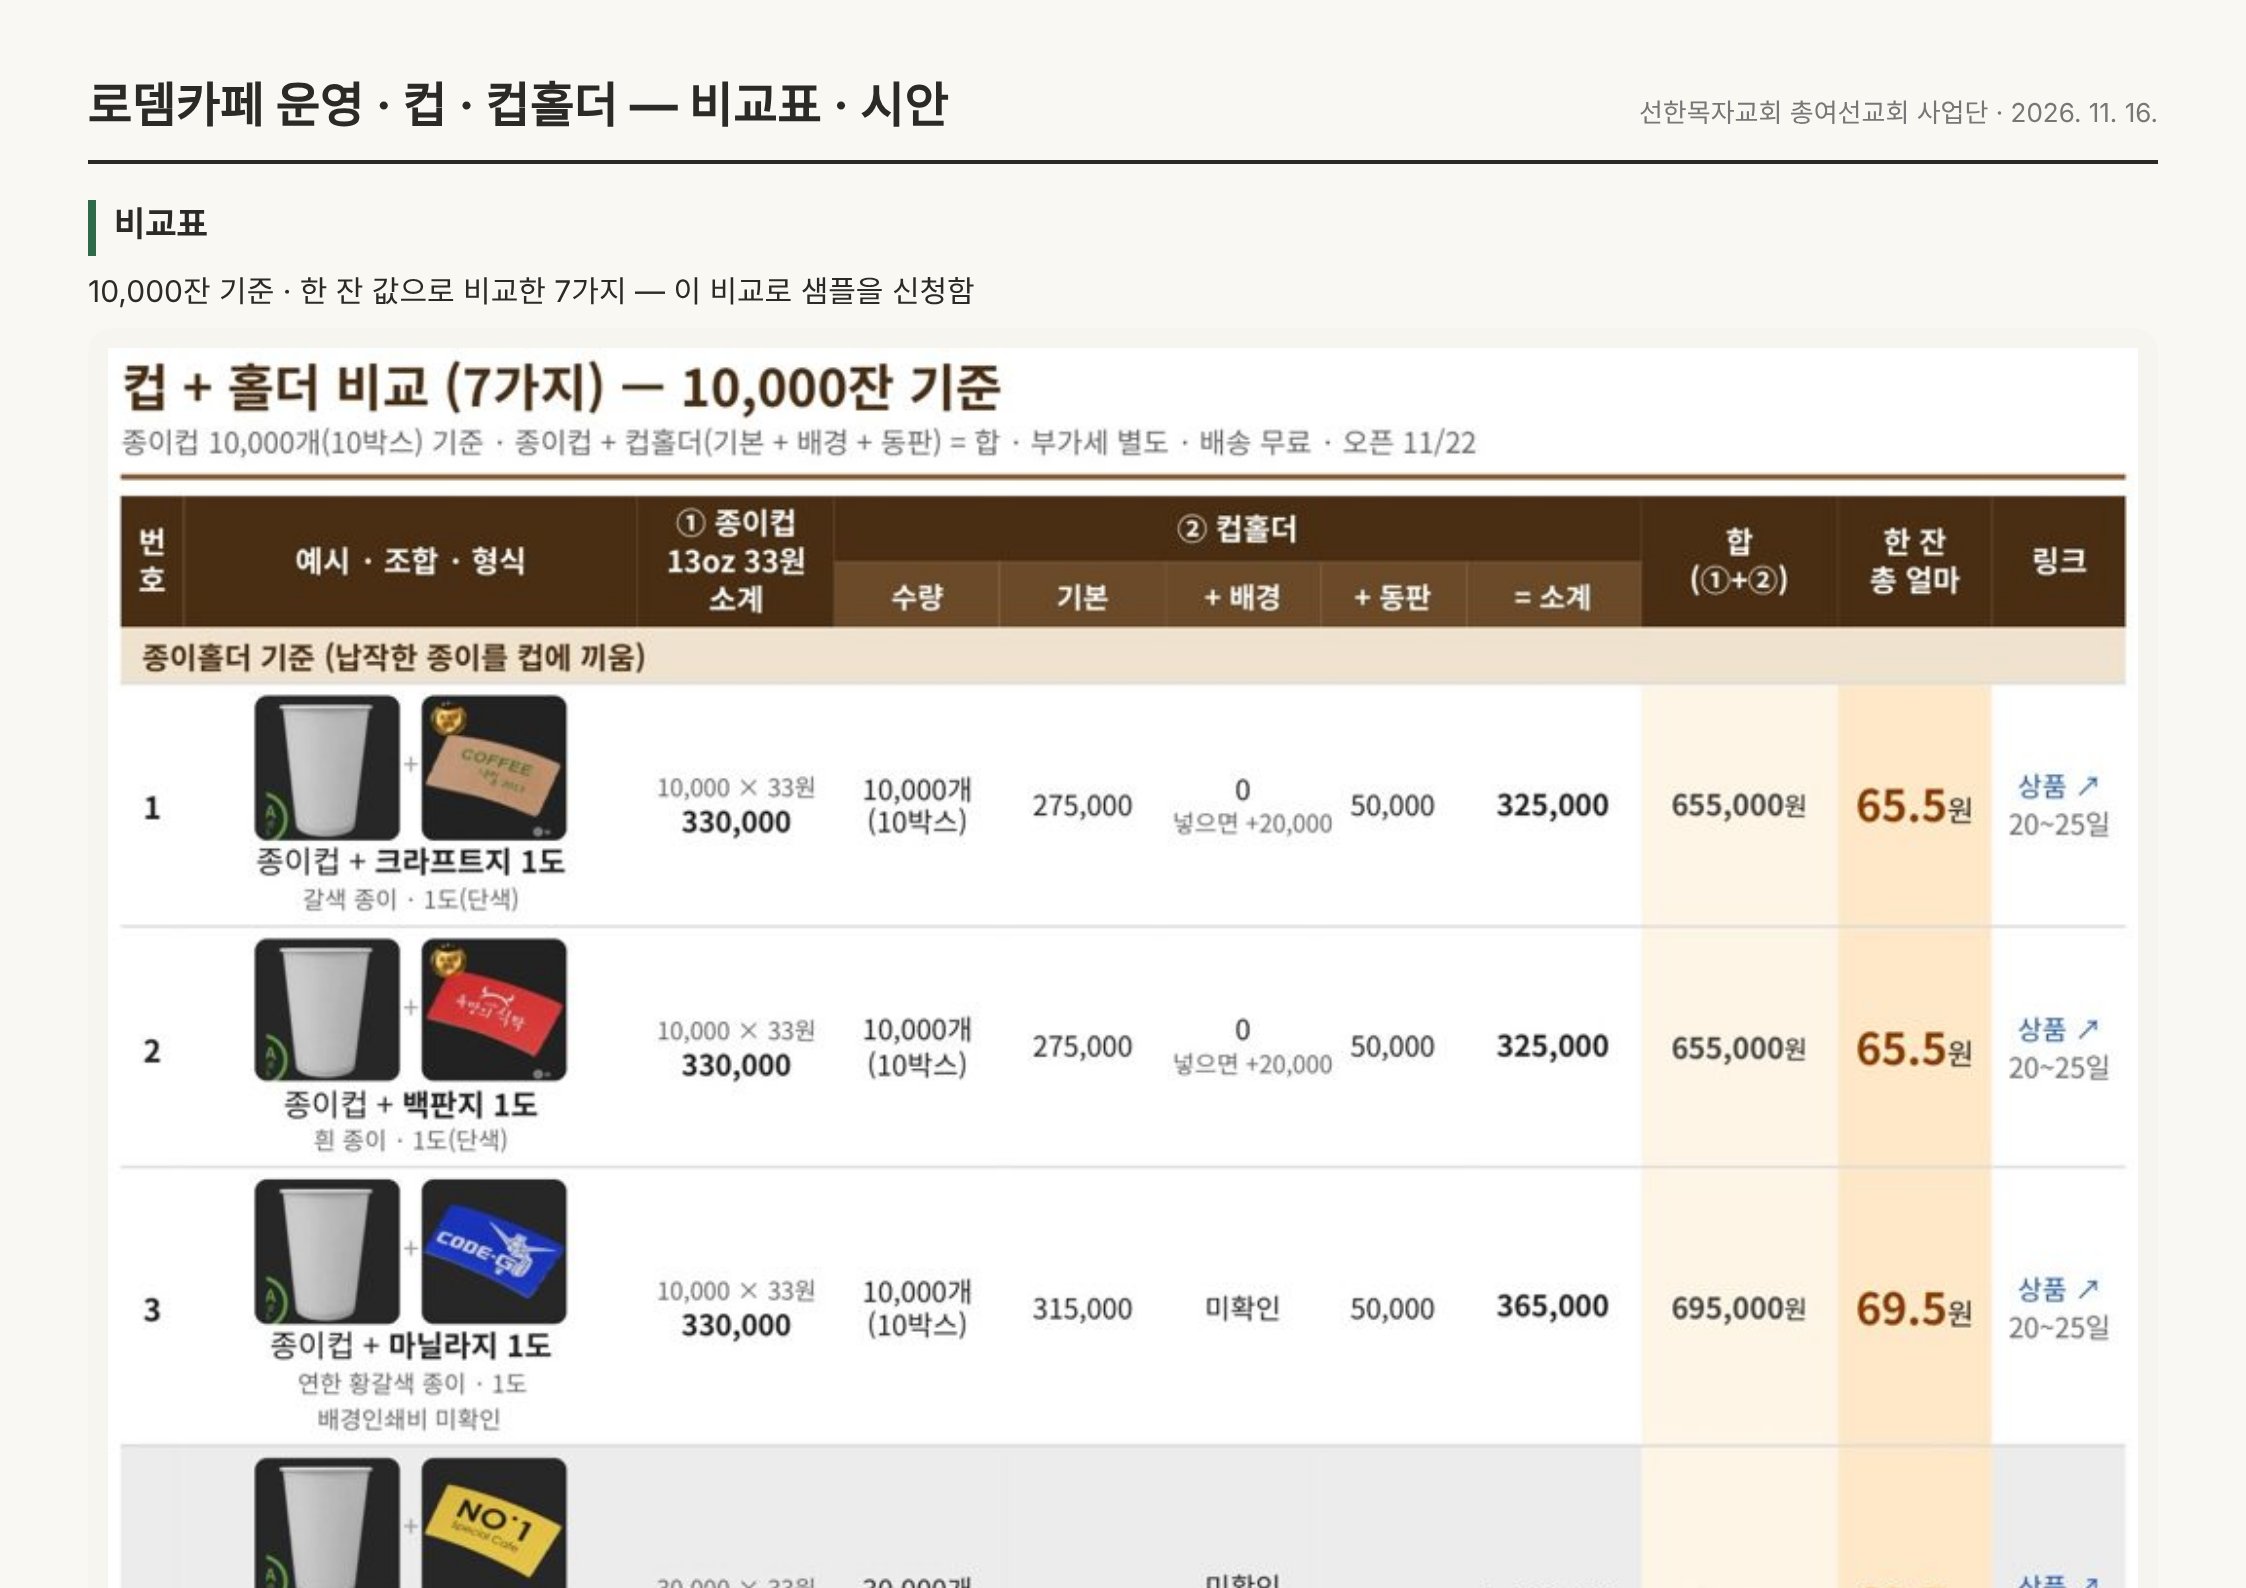 로뎀카페 운영 · 컵 · 컵홀더 — 비교표 · 시안
선한목자교회 총여선교회 사업단 · 2026. 11. 16.
비교표
10,000잔 기준 · 한 잔 값으로 비교한 7가지 — 이 비교로 샘플을 신청함
컵 + 홀더 비교 (7가지) — 10,000잔 기준
종이컵 10,000개(10박스) 기준 · 종이컵 + 컵홀더(기본 + 배경 + 동판) = 합 · 부가세 별도 · 배송 무료 · 오픈 11/22
번호
예시 · 조합 · 형식
① 종이컵
13oz 33원
소계
② 컵홀더
수량
기본
+ 배경
+ 동판
= 소계
합
(①+②)
한 잔
총 얼마
링크
종이홀더 기준 (납작한 종이를 컵에 끼움)
1
+
COFFEE
종이컵 + 크라프트지 1도
갈색 종이 · 1도(단색)
10,000 × 33원
330,000
10,000개
(10박스)
275,000
0
넣으면 +20,000
50,000
325,000
655,000원
65.5원
상품 ↗
20~25일
2
+
종이컵 + 백판지 1도
흰 종이 · 1도(단색)
10,000 × 33원
330,000
10,000개
(10박스)
275,000
0
넣으면 +20,000
50,000
325,000
655,000원
65.5원
상품 ↗
20~25일
3
+
종이컵 + 마닐라지 1도
연한 황갈색 종이 · 1도
배경인쇄비 미확인
10,000 × 33원
330,000
10,000개
(10박스)
315,000
미확인
50,000
365,000
695,000원
69.5원
상품 ↗
20~25일
+
NO.1
Special Cafe
미확인
상품 ↗